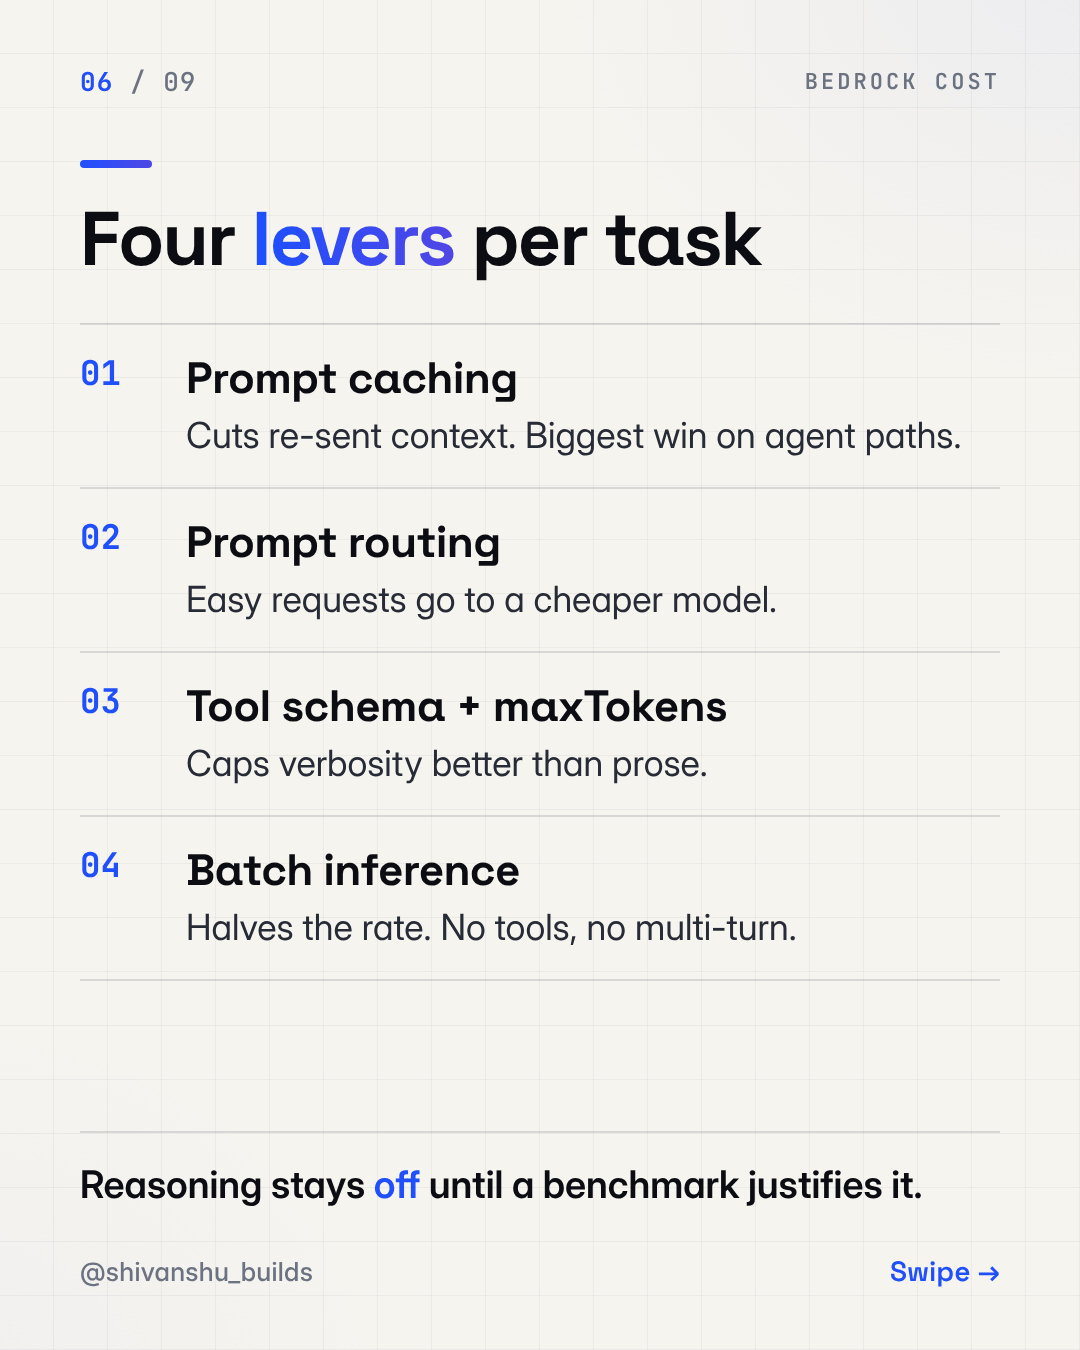 06 / 09
BEDROCK COST
Four levers per task
01
Prompt caching
Cuts re-sent context. Biggest win on agent paths.
02
Prompt routing
Easy requests go to a cheaper model.
03
Tool schema + maxTokens
Caps verbosity better than prose.
04
Batch inference
Halves the rate. No tools, no multi-turn.
Reasoning stays off until a benchmark justifies it.
@shivanshu_builds
Swipe →